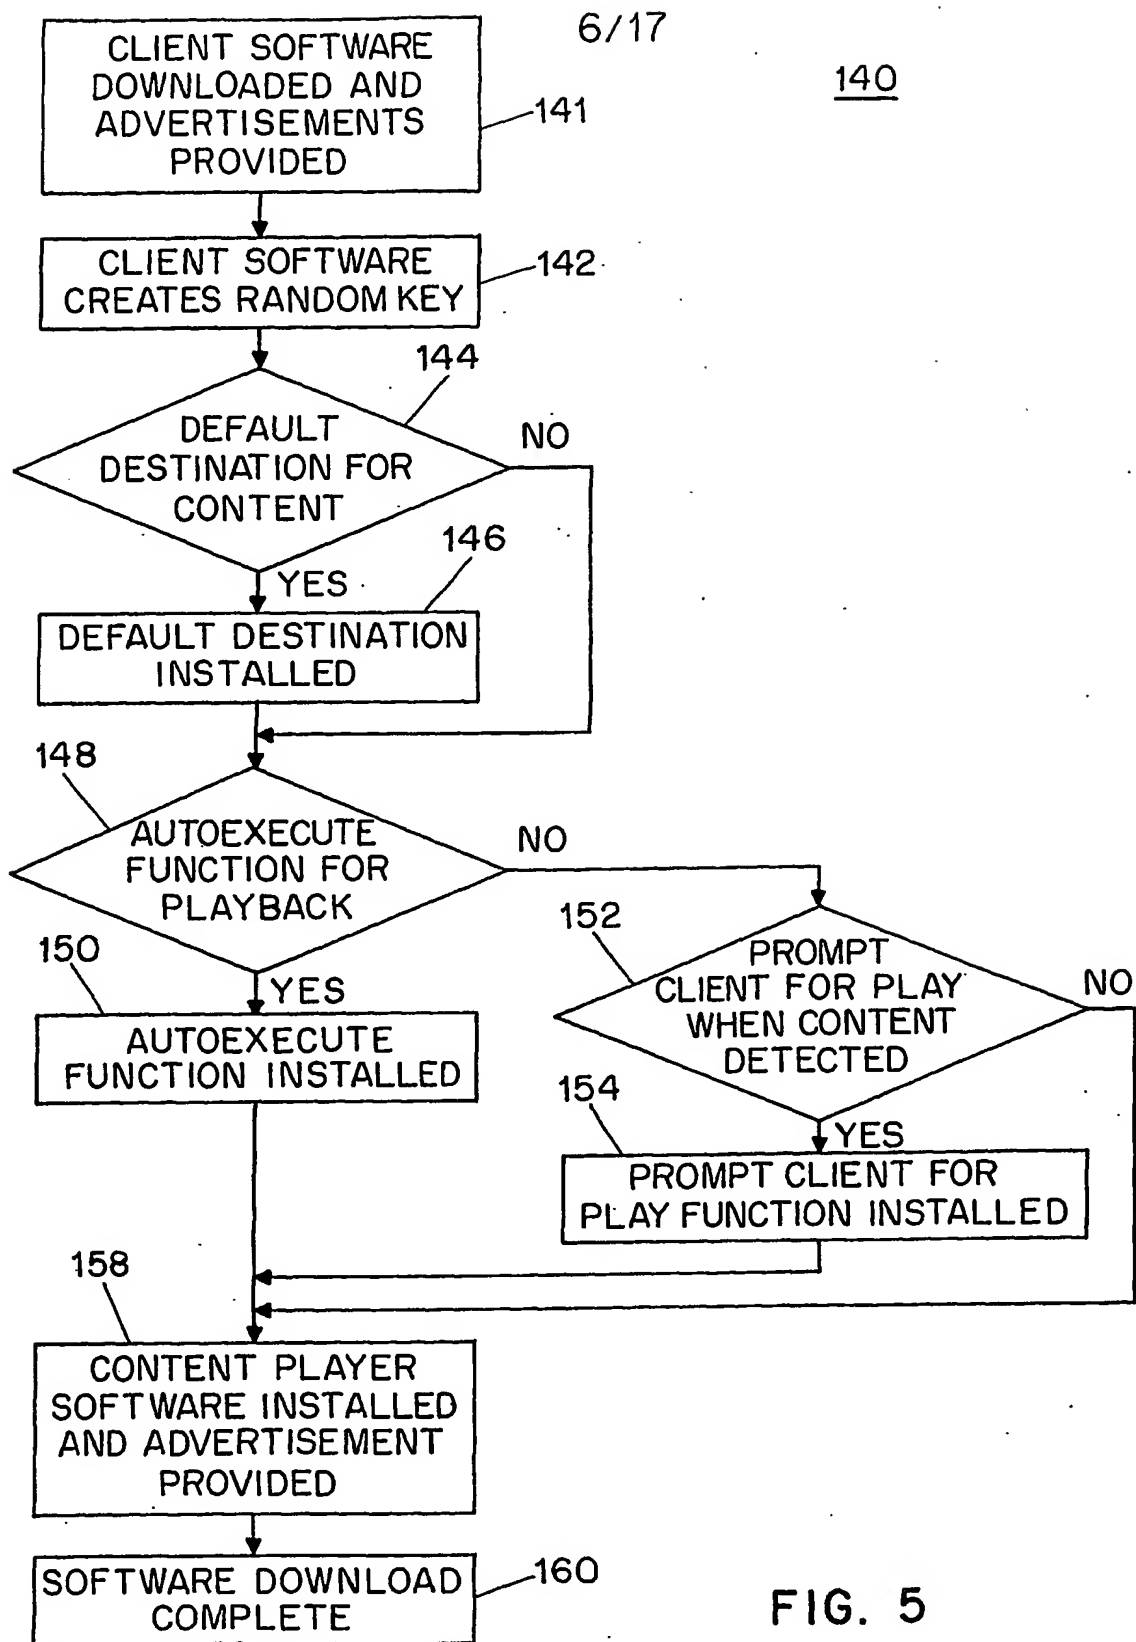 6/17
140
CLIENT SOFTWARE
DOWNLOADED AND
ADVERTISEMENTS
PROVIDED
141
CLIENT SOFTWARE
CREATES RANDOM KEY
142
144
DEFAULT
DESTINATION FOR
CONTENT
NO
YES
146
DEFAULT DESTINATION
INSTALLED
148
AUTOEXECUTE
FUNCTION FOR
PLAYBACK
NO
150
YES
AUTOEXECUTE
FUNCTION INSTALLED
152
PROMPT
CLIENT FOR PLAY
WHEN CONTENT
DETECTED
NO
154
YES
PROMPT CLIENT FOR
PLAY FUNCTION INSTALLED
158
CONTENT PLAYER
SOFTWARE INSTALLED
AND ADVERTISEMENT
PROVIDED
SOFTWARE DOWNLOAD
COMPLETE
160
FIG. 5